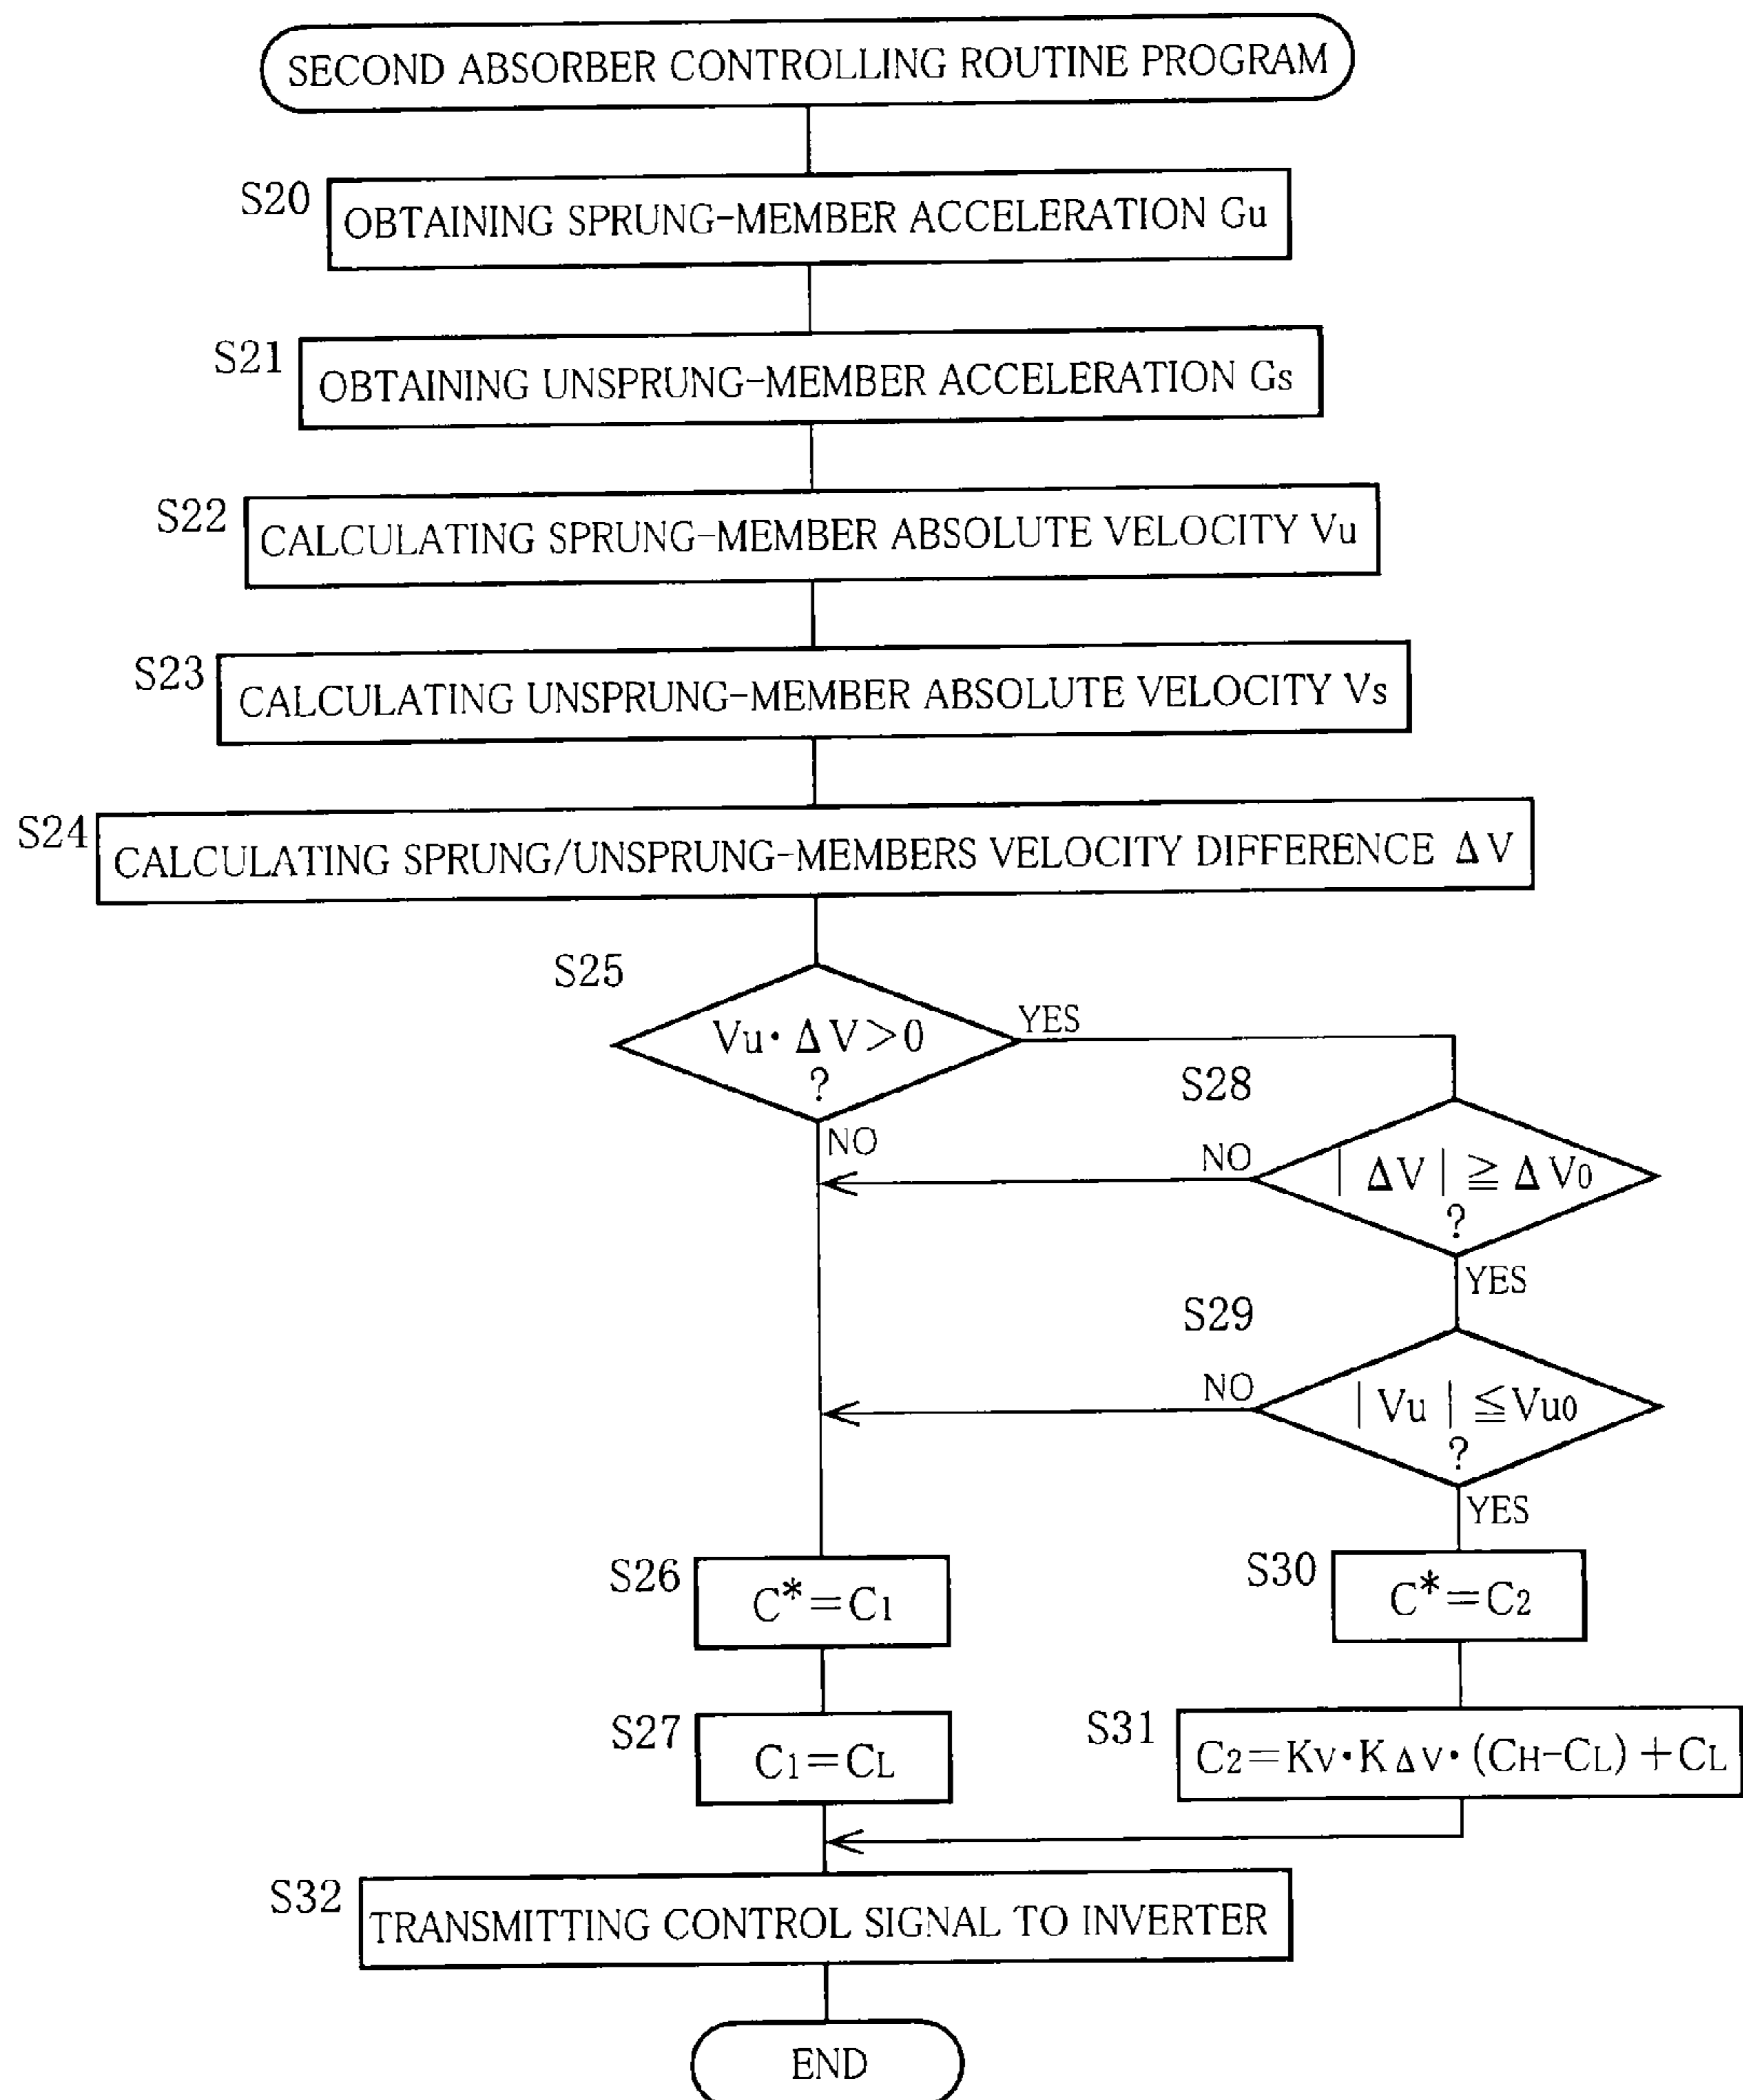 SECOND ABSORBER CONTROLLING ROUTINE PROGRAM
S20
OBTAINING SPRUNG-MEMBER ACCELERATION Gu
S21
OBTAINING UNSPRUNG-MEMBER ACCELERATION Gs
S22
CALCULATING SPRUNG-MEMBER ABSOLUTE VELOCITY Vu
S23
CALCULATING UNSPRUNG-MEMBER ABSOLUTE VELOCITY Vs
S24
CALCULATING SPRUNG/UNSPRUNG-MEMBERS VELOCITY DIFFERENCE ΔV
S25
Vu・ΔV>0
?
YES
NO
S28
|ΔV|≧ΔV0
?
NO
YES
S29
|Vu|≦Vu0
?
NO
YES
S26
C*=C1
S30
C*=C2
S27
C1=CL
S31
C2=KV・KΔV・(CH-CL)+CL
S32
TRANSMITTING CONTROL SIGNAL TO INVERTER
END